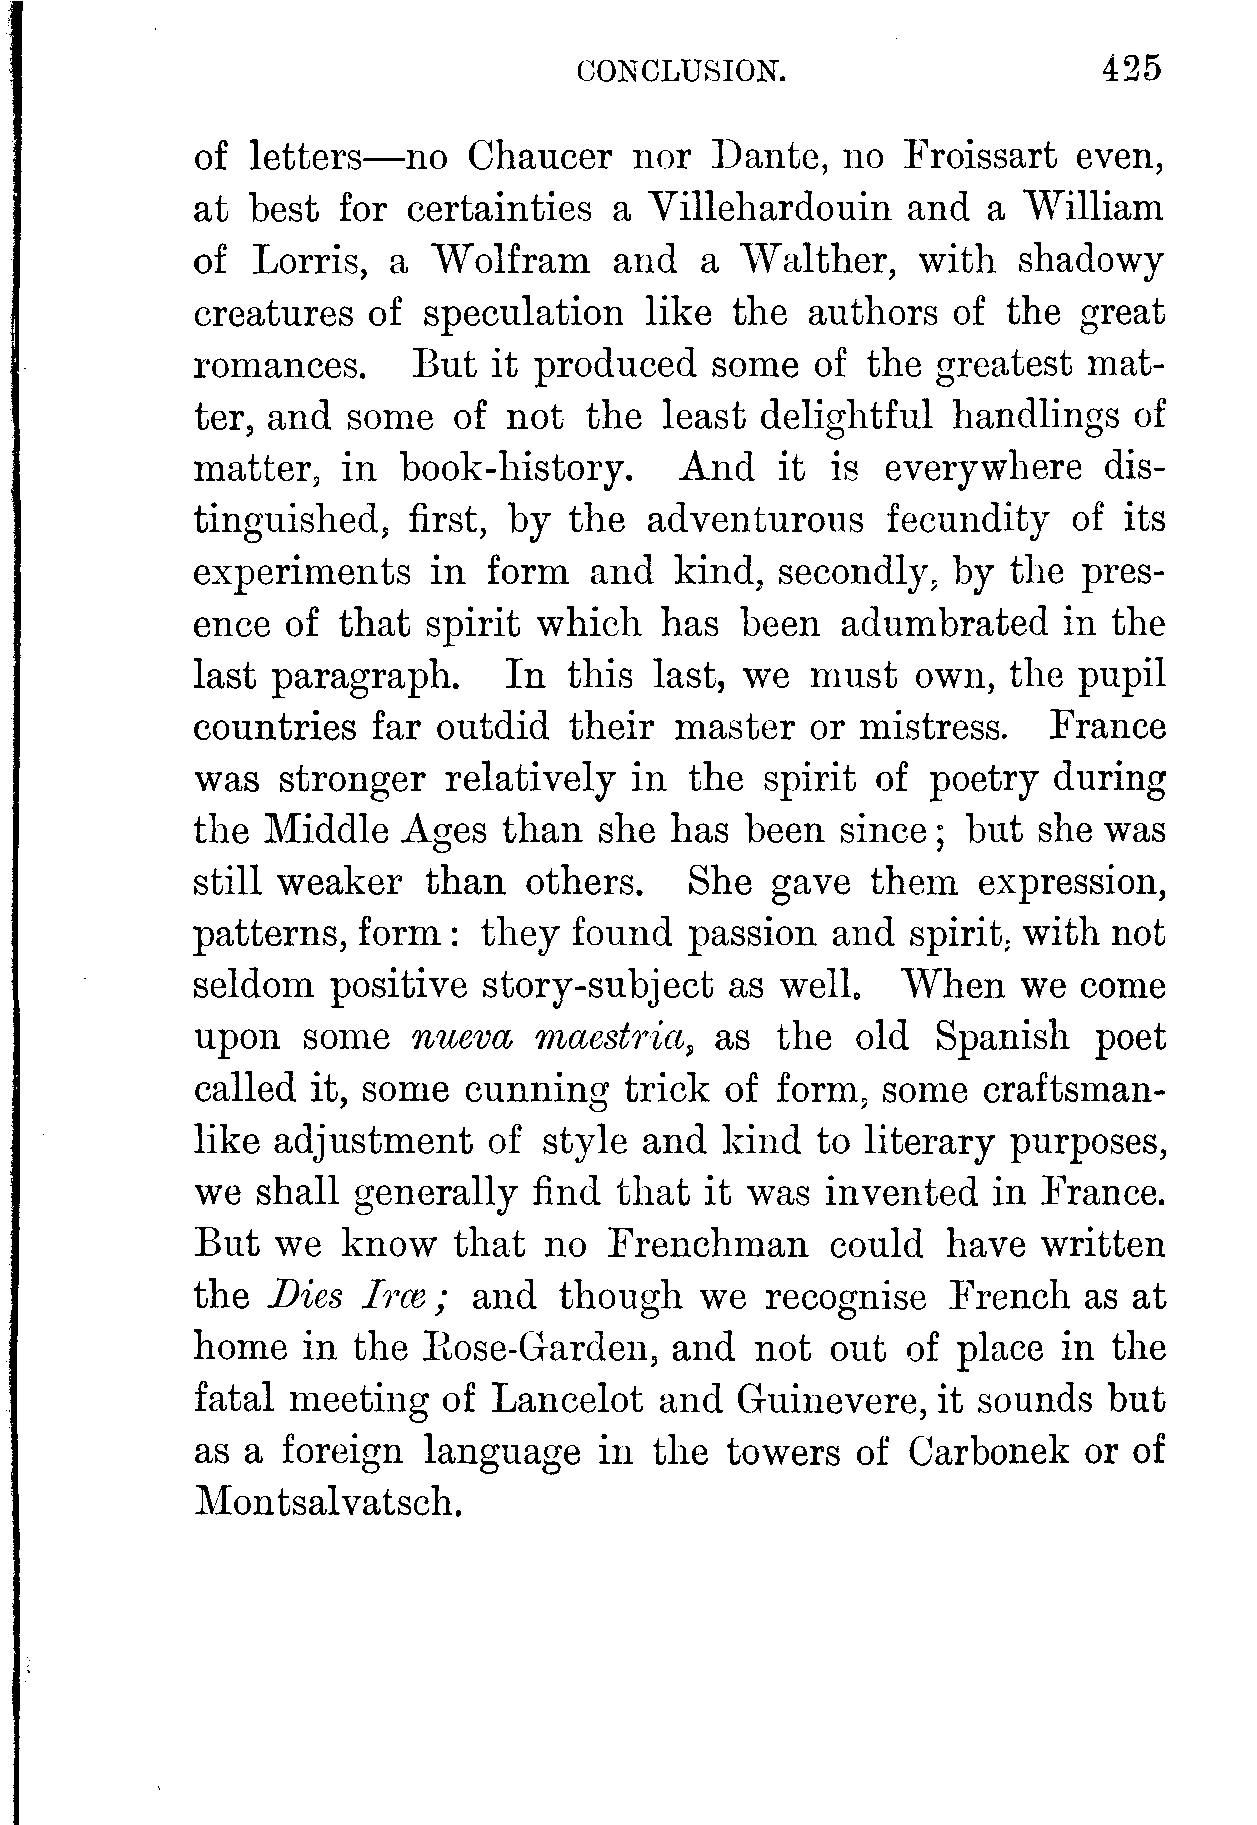 CONCLUSION. 425
of letters—no Chaucer nor Dante, no Froissart even,
at best for certainties a Villehardouin and a William
of Lorris, a Wolfram and a Walther, with shadowy
creatures of speculation like the authors of the great
romances. But it produced some of the greatest mat-
ter, and some of not the least delightful handlings of
matter, in book-history. And it is everywhere dis-
tinguished, first, by the adventurous fecundity of its
experiments in form and kind, secondly, by the pres-
ence of that spirit which has been adumbrated in the
last paragraph. In this last, we must own, the pupil
countries far outdid their master or mistress. France
was stronger relatively in the spirit of poetry during
the Middle Ages than she has been since; but she was
still weaker than others. She gave them expression,
patterns, form: they found passion and spirit, with not
seldom positive story-subject as well. When we come
upon some nueva maestria, as the old Spanish poet
called it, some cunning trick of form, some craftsman-
like adjustment of style and kind to literary purposes,
we shall generally find that it was invented in France.
But we know that no Frenchman could have written
the Dies Iræ; and though we recognise French as at
home in the Rose-Garden, and not out of place in the
fatal meeting of Lancelot and Guinevere, it sounds but
as a foreign language in the towers of Carbonek or of
Montsalvatsch.